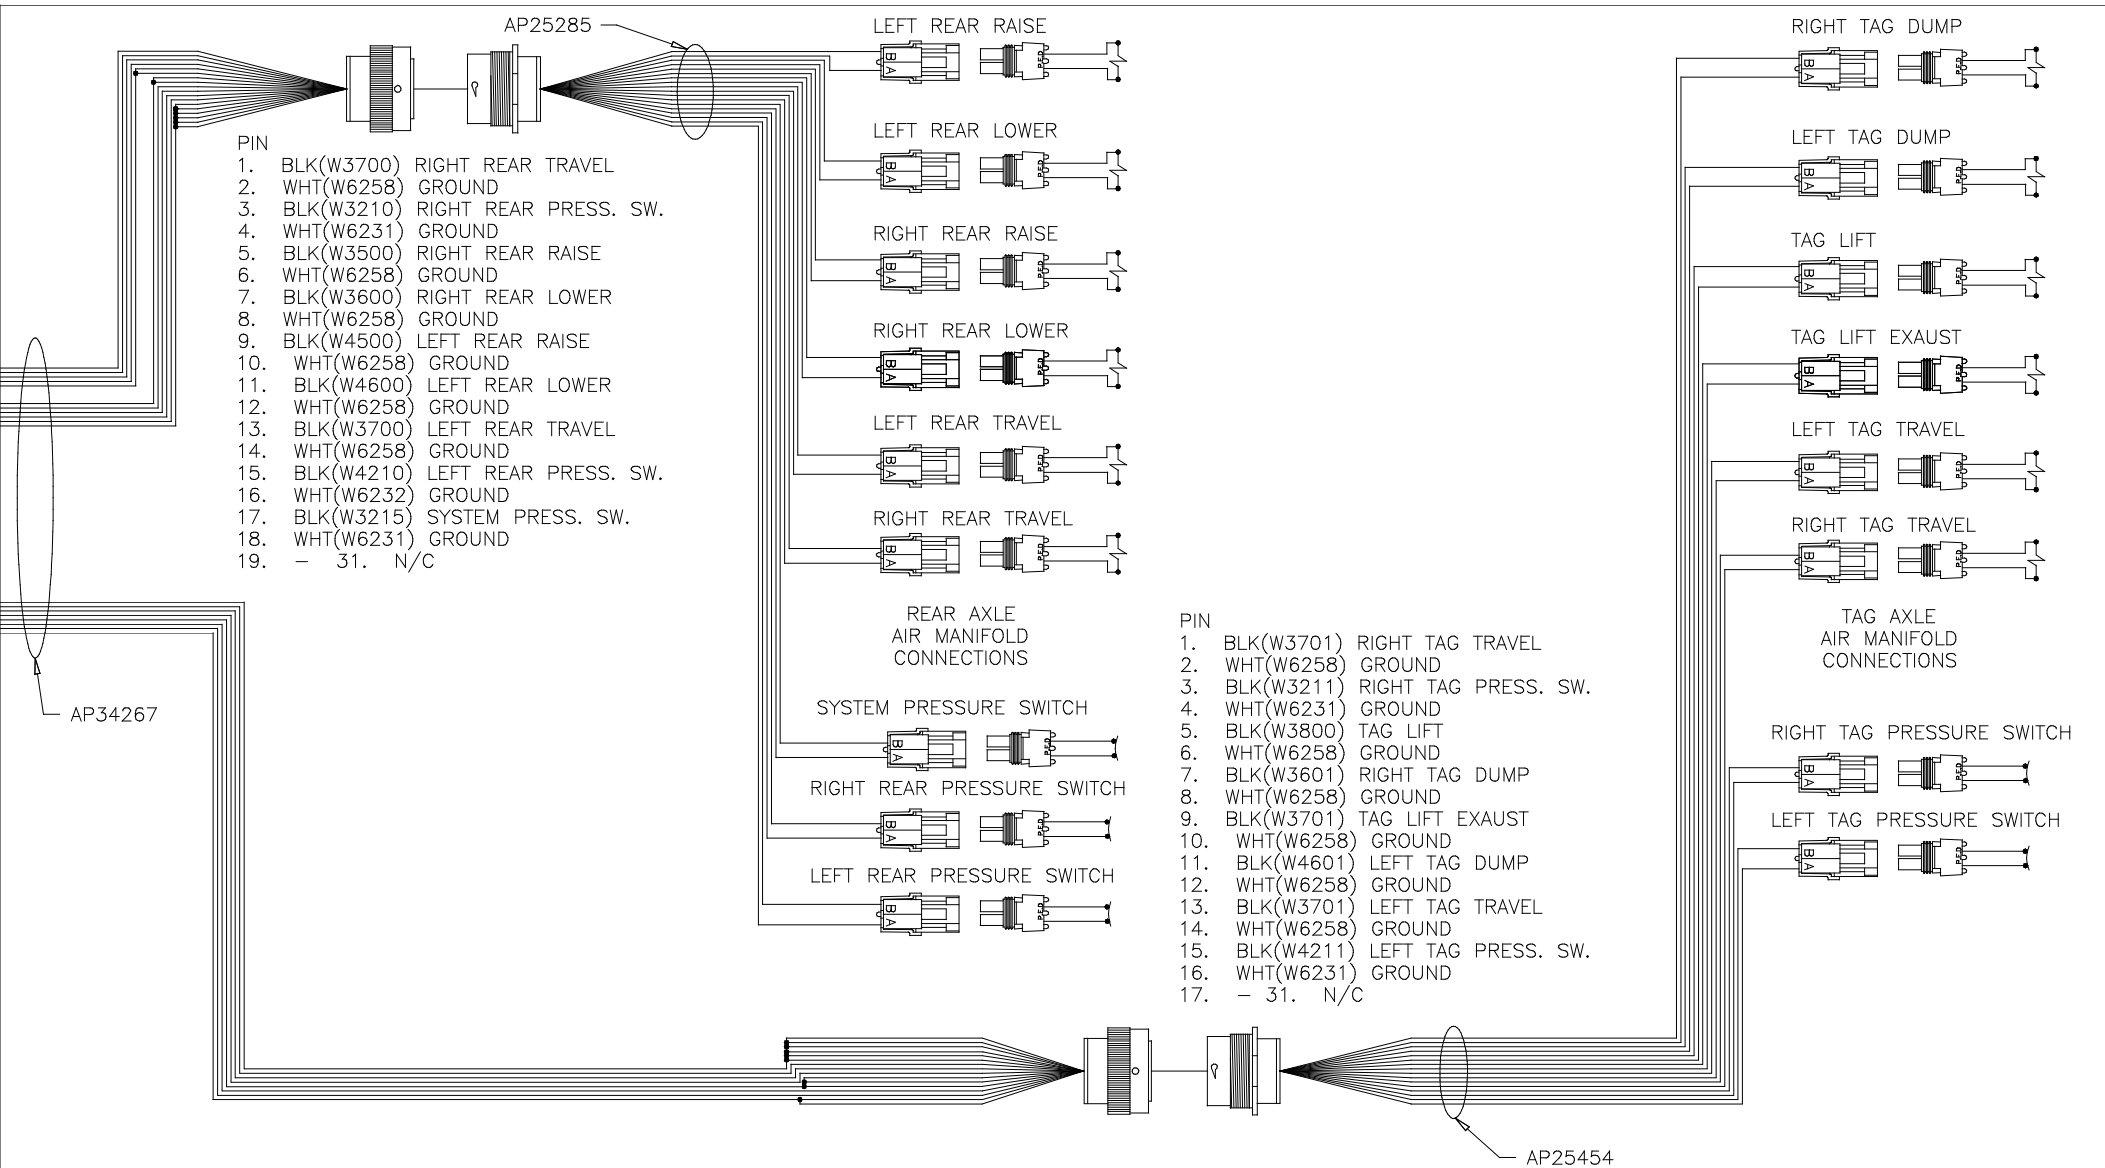 AP25285
PIN
1. BLK(W3700) RIGHT REAR TRAVEL
2. WHT(W6258) GROUND
3. BLK(W3210) RIGHT REAR PRESS. SW.
4. WHT(W6231) GROUND
5. BLK(W3500) RIGHT REAR RAISE
6. WHT(W6258) GROUND
7. BLK(W3600) RIGHT REAR LOWER
8. WHT(W6258) GROUND
9. BLK(W4500) LEFT REAR RAISE
10. WHT(W6258) GROUND
11. BLK(W4600) LEFT REAR LOWER
12. WHT(W6258) GROUND
13. BLK(W3700) LEFT REAR TRAVEL
14. WHT(W6258) GROUND
15. BLK(W4210) LEFT REAR PRESS. SW.
16. WHT(W6232) GROUND
17. BLK(W3215) SYSTEM PRESS. SW.
18. WHT(W6231) GROUND
19. – 31. N/C
AP34267
LEFT REAR RAISE
B A P.E.D
LEFT REAR LOWER
B A P.E.D
RIGHT REAR RAISE
B A P.E.D
RIGHT REAR LOWER
B A P.E.D
LEFT REAR TRAVEL
B A P.E.D
RIGHT REAR TRAVEL
B A P.E.D
REAR AXLE
AIR MANIFOLD
CONNECTIONS
SYSTEM PRESSURE SWITCH
B A P.E.D
RIGHT REAR PRESSURE SWITCH
B A P.E.D
LEFT REAR PRESSURE SWITCH
B A P.E.D
PIN
1. BLK(W3701) RIGHT TAG TRAVEL
2. WHT(W6258) GROUND
3. BLK(W3211) RIGHT TAG PRESS. SW.
4. WHT(W6231) GROUND
5. BLK(W3800) TAG LIFT
6. WHT(W6258) GROUND
7. BLK(W3601) RIGHT TAG DUMP
8. WHT(W6258) GROUND
9. BLK(W3701) TAG LIFT EXAUST
10. WHT(W6258) GROUND
11. BLK(W4601) LEFT TAG DUMP
12. WHT(W6258) GROUND
13. BLK(W3701) LEFT TAG TRAVEL
14. WHT(W6258) GROUND
15. BLK(W4211) LEFT TAG PRESS. SW.
16. WHT(W6231) GROUND
17. – 31. N/C
RIGHT TAG DUMP
B A P.E.D
LEFT TAG DUMP
B A P.E.D
TAG LIFT
B A P.E.D
TAG LIFT EXAUST
B A P.E.D
LEFT TAG TRAVEL
B A P.E.D
RIGHT TAG TRAVEL
B A P.E.D
TAG AXLE
AIR MANIFOLD
CONNECTIONS
RIGHT TAG PRESSURE SWITCH
B A P.E.D
LEFT TAG PRESSURE SWITCH
B A P.E.D
AP25454